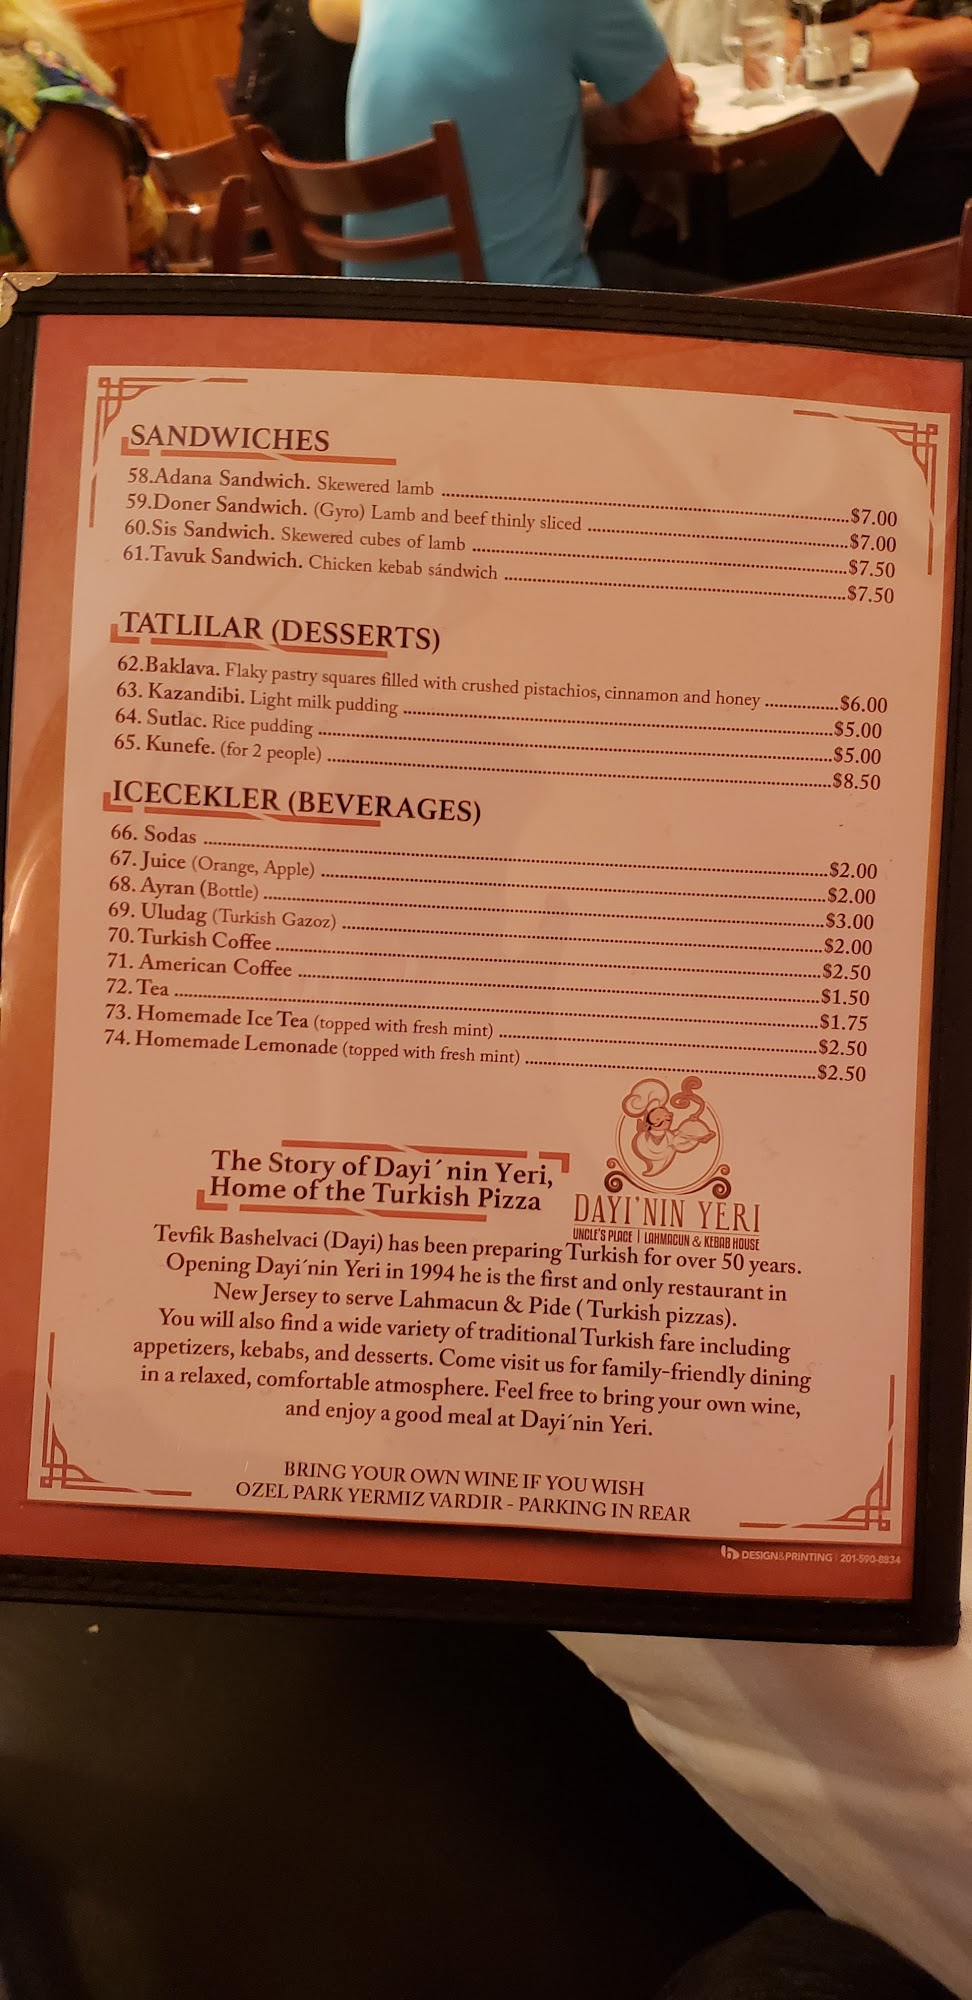 SANDWICHES
58.Adana Sandwich. Skewered lamb ... $7.00
59.Doner Sandwich. (Gyro) Lamb and beef thinly sliced ... $7.00
60.Sis Sandwich. Skewered cubes of lamb ... $7.50
61.Tavuk Sandwich. Chicken kebab sándwich ... $7.50
TATLILAR (DESSERTS)
62.Baklava. Flaky pastry squares filled with crushed pistachios, cinnamon and honey ... $6.00
63. Kazandibi. Light milk pudding ... $5.00
64. Sutlac. Rice pudding ... $5.00
65. Kunefe. (for 2 people) ... $8.50
ICECEKLER (BEVERAGES)
66. Sodas ... $2.00
67. Juice (Orange, Apple) ... $2.00
68. Ayran (Bottle) ... $3.00
69. Uludag (Turkish Gazoz) ... $2.00
70. Turkish Coffee ... $2.50
71. American Coffee ... $1.50
72. Tea ... $1.75
73. Homemade Ice Tea (topped with fresh mint) ... $2.50
74. Homemade Lemonade (topped with fresh mint) ... $2.50
The Story of Dayi´nin Yeri,
Home of the Turkish Pizza
DAYI'NIN YERI
UNCLE'S PLACE | LAHMACUN & KEBAB HOUSE
Tevfik Bashelvaci (Dayi) has been preparing Turkish for over 50 years.
Opening Dayi´nin Yeri in 1994 he is the first and only restaurant in
New Jersey to serve Lahmacun & Pide ( Turkish pizzas).
You will also find a wide variety of traditional Turkish fare including
appetizers, kebabs, and desserts. Come visit us for family-friendly dining
in a relaxed, comfortable atmosphere. Feel free to bring your own wine,
and enjoy a good meal at Dayi´nin Yeri.
BRING YOUR OWN WINE IF YOU WISH
OZEL PARK YERMIZ VARDIR - PARKING IN REAR
DESIGN&PRINTING | 201-590-8834